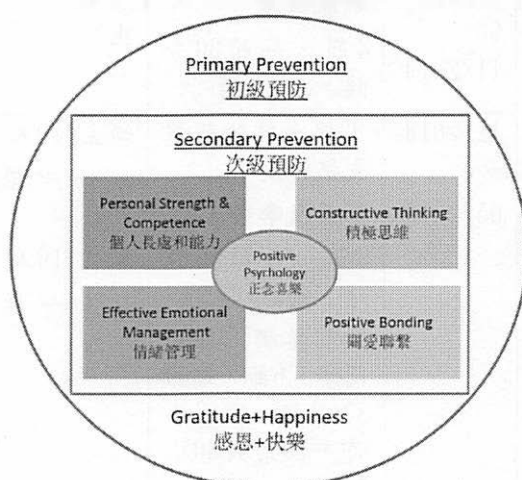 Primary Prevention
初級預防
Secondary Prevention
次級預防
Personal Strength &
Competence
個人長處和能力
Constructive Thinking
積極思維
Positive
Psychology
正念喜樂
Effective Emotional
Management
情緒管理
Positive Bonding
關愛聯繫
Gratitude+Happiness
感恩+快樂